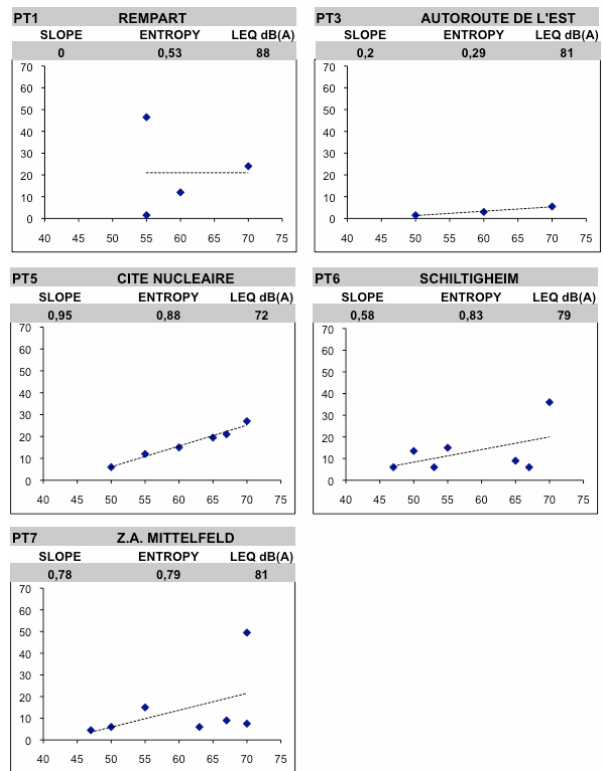 PT1 REMPART
SLOPE ENTROPY LEQ dB(A)
0 0,53 88
70
60
50
40
30
20
10
0
40 45 50 55 60 65 70 75
PT3 AUTOROUTE DE L'EST
SLOPE ENTROPY LEQ dB(A)
0,2 0,29 81
70
60
50
40
30
20
10
0
40 45 50 55 60 65 70 75
PT5 CITE NUCLEAIRE
SLOPE ENTROPY LEQ dB(A)
0,95 0,88 72
70
60
50
40
30
20
10
0
40 45 50 55 60 65 70 75
PT6 SCHILTIGHEIM
SLOPE ENTROPY LEQ dB(A)
0,58 0,83 79
70
60
50
40
30
20
10
0
40 45 50 55 60 65 70 75
PT7 Z.A. MITTELFELD
SLOPE ENTROPY LEQ dB(A)
0,78 0,79 81
70
60
50
40
30
20
10
0
40 45 50 55 60 65 70 75